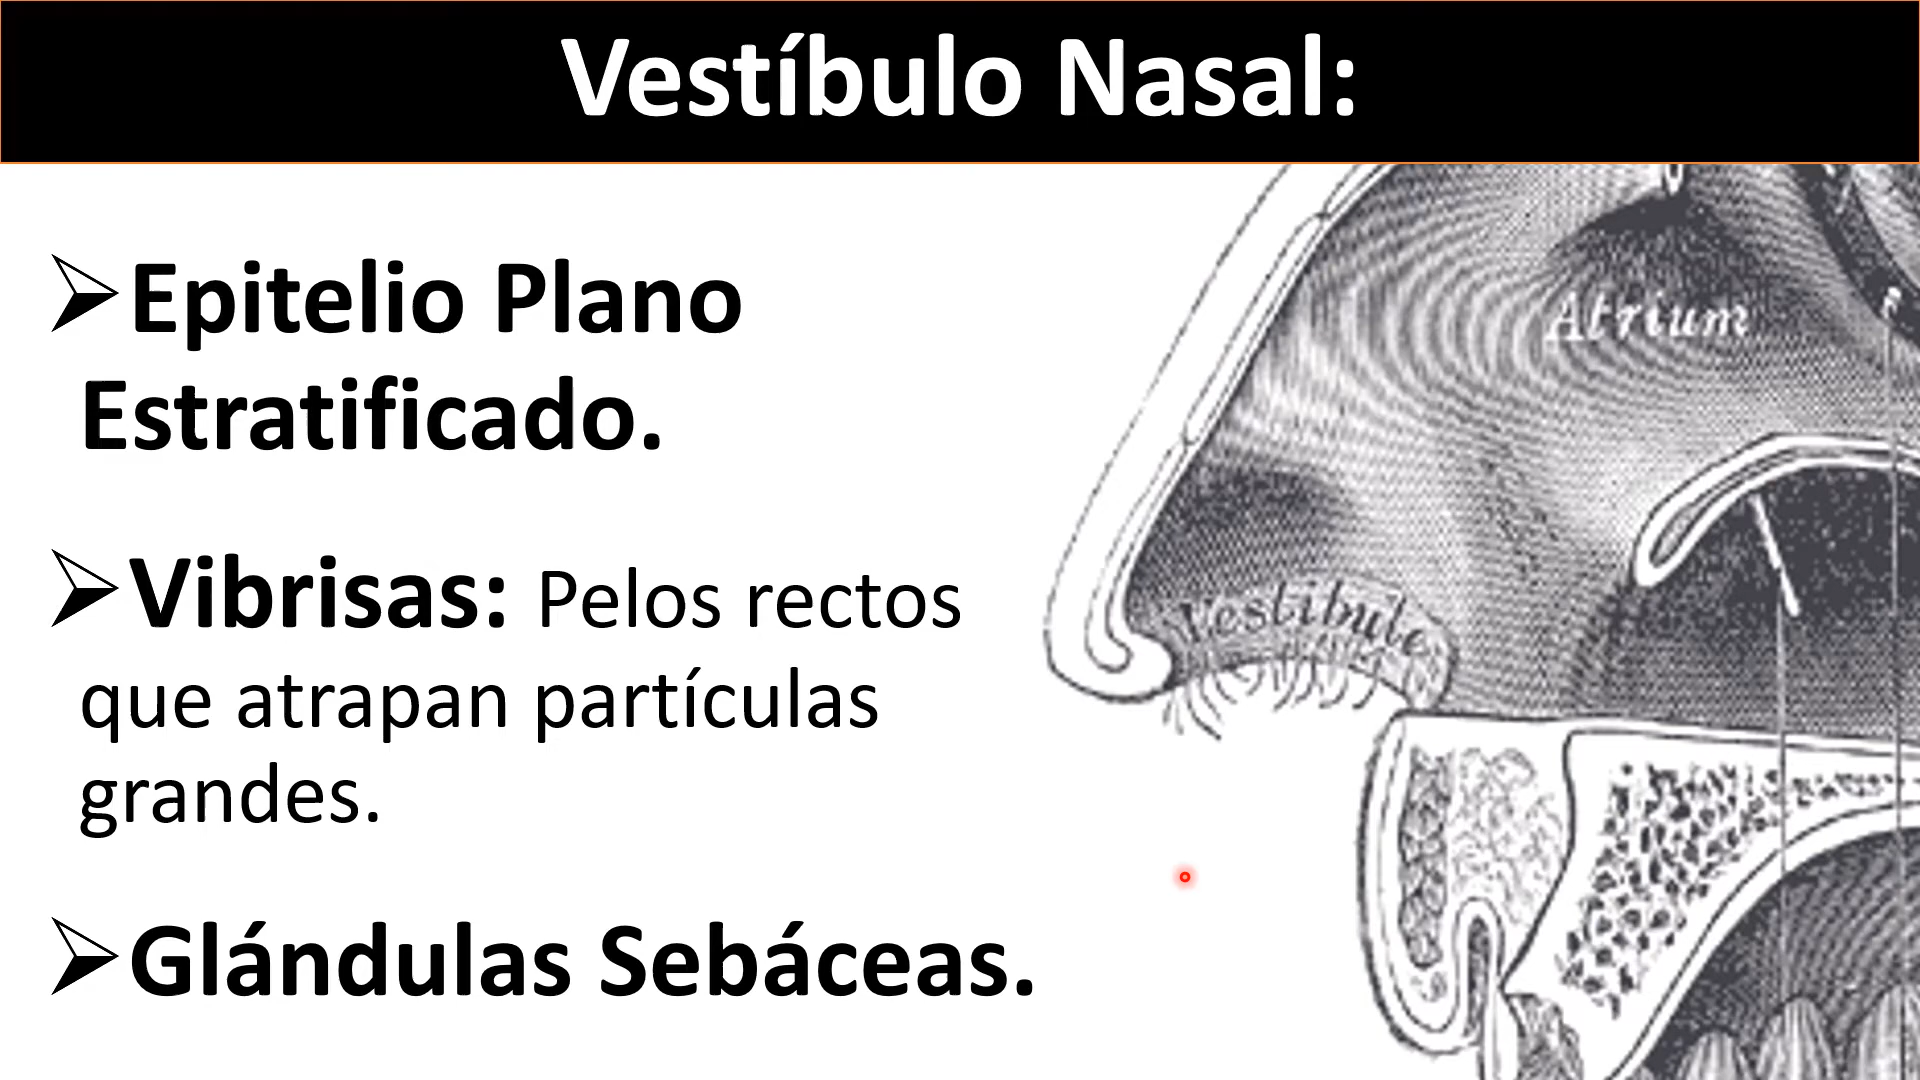 Vestíbulo Nasal:
Epitelio Plano
Estratificado.
Vibrisas: Pelos rectos
que atrapan partículas
grandes.
Glándulas Sebáceas.
Atrium
Vestibule